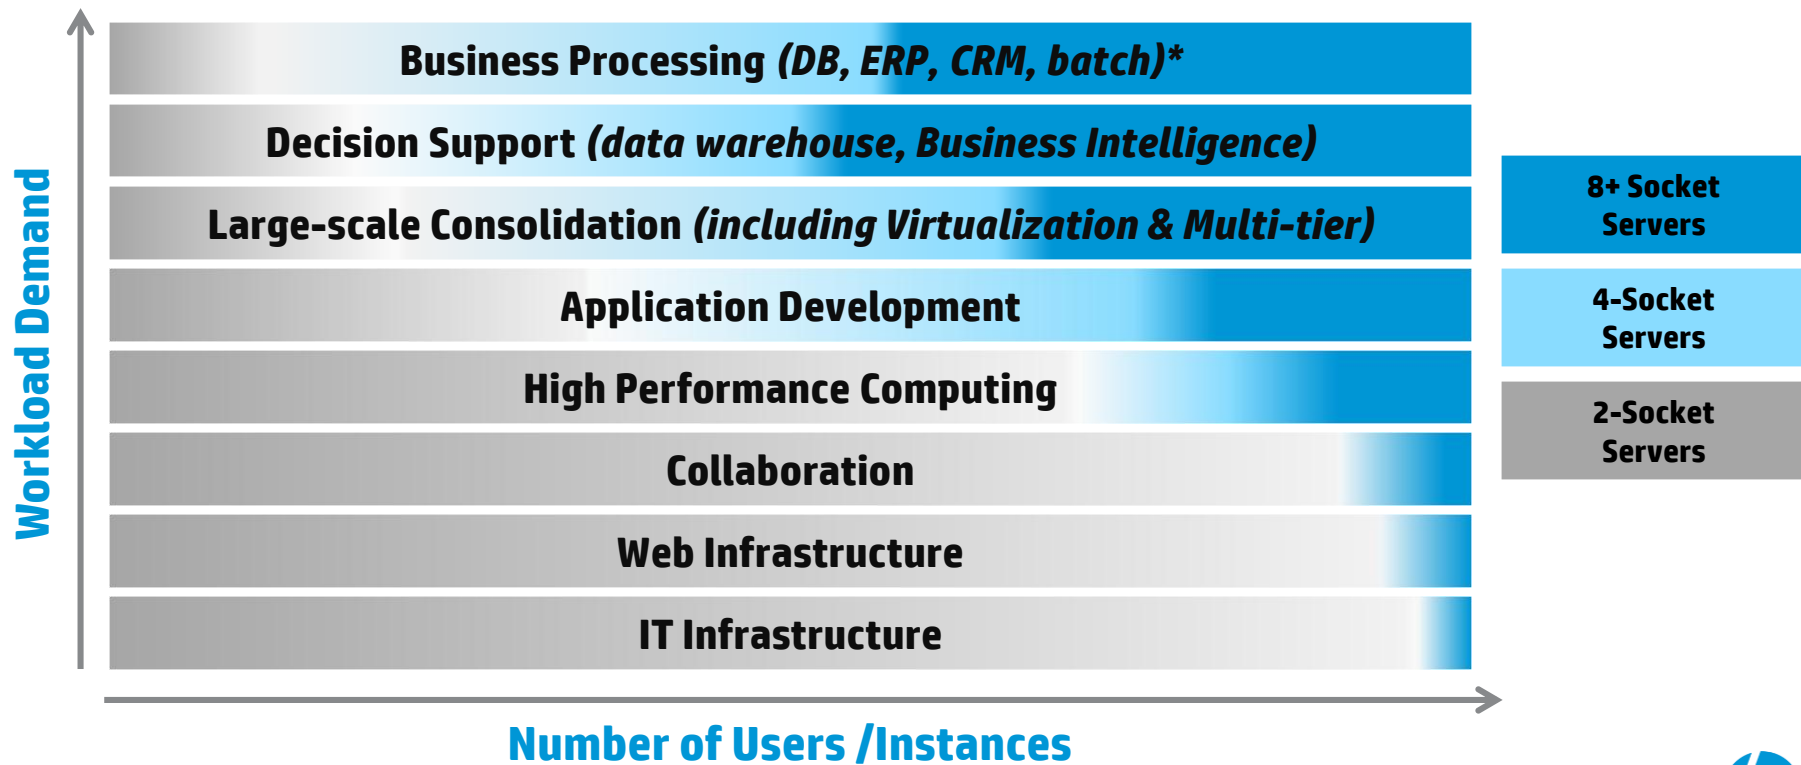 Business Processing (DB, ERP, CRM, batch)*
Decision Support (data warehouse, Business Intelligence)
Large-scale Consolidation (including Virtualization & Multi-tier)
Application Development
High Performance Computing
Collaboration
Web Infrastructure
IT Infrastructure
Workload Demand
Number of Users /Instances
8+ Socket
Servers
4-Socket
Servers
2-Socket
Servers